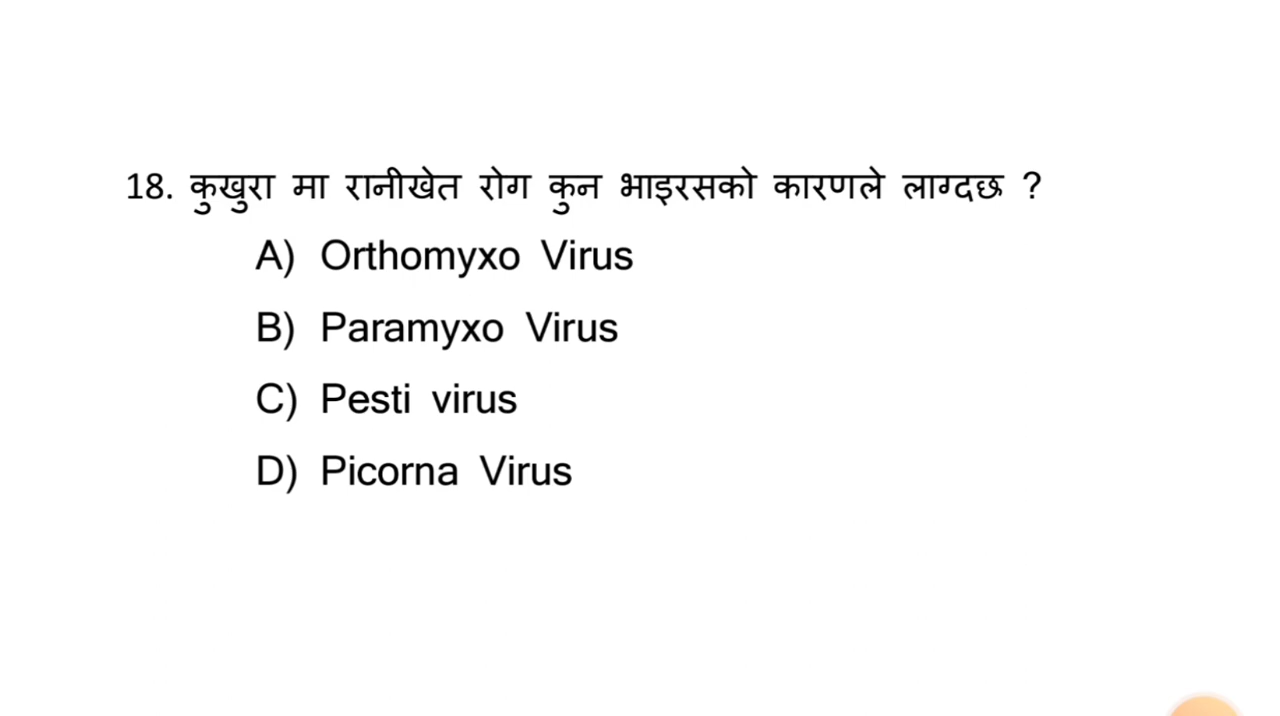 18. कुखुरा मा रानीखेत रोग कुन भाइरसको कारणले लाग्दछ ?
A) Orthomyxo Virus
B) Paramyxo Virus
C) Pesti virus
D) Picorna Virus